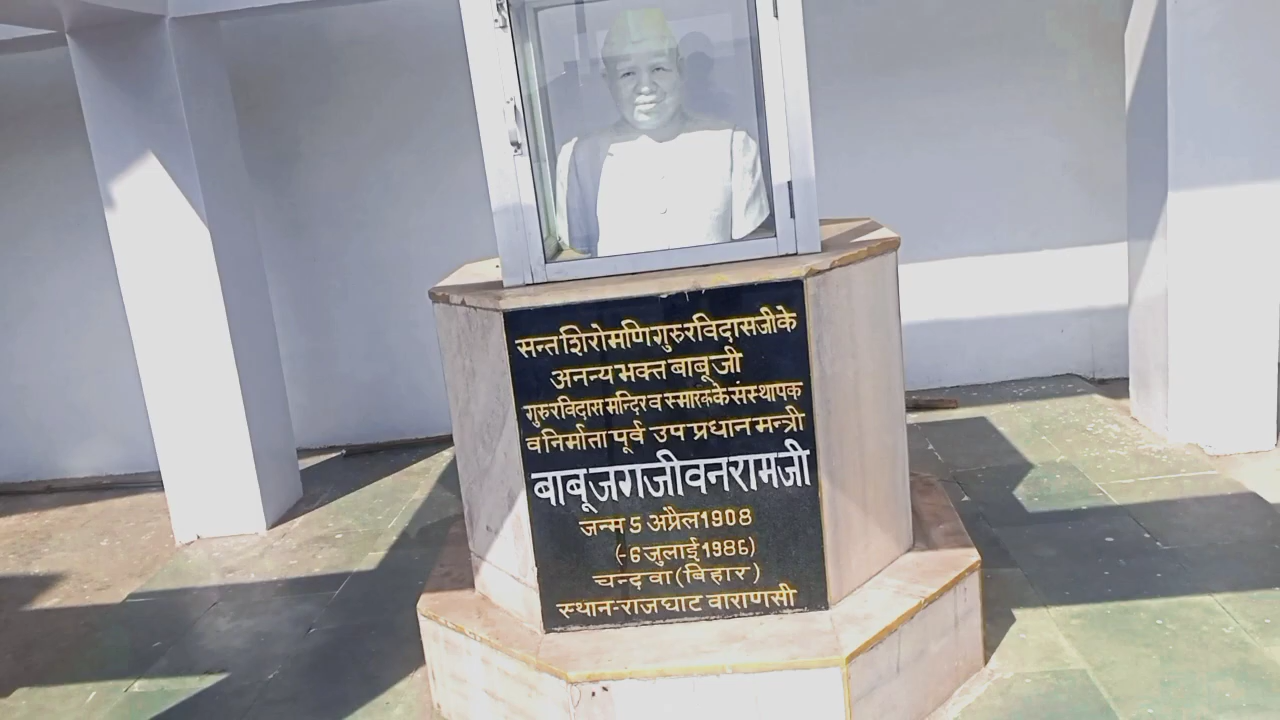 सन्त शिरोमणि गुरु रविदास जी के
अनन्य भक्त बाबू जी
गुरु रविदास मन्दिर व स्मारक के संस्थापक
व निर्माता पूर्व उप प्रधान मन्त्री
बाबू जगजीवन राम जी
जन्म 5 अप्रैल 1908
(-6 जुलाई 1986)
चन्दवा (बिहार)
स्थान-राजघाट वाराणसी